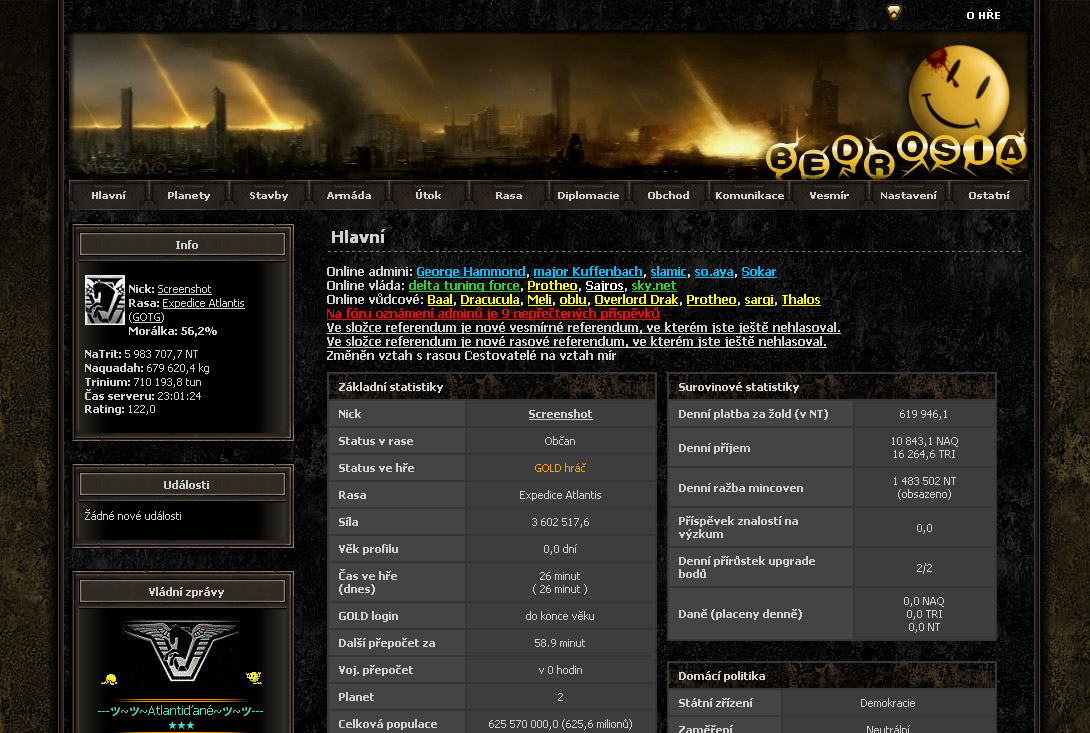 O HŘE
BEDROSIA
Hlavní Planety Stavby Armáda Útok Rasa Diplomacie Obchod Komunikace Vesmír Nastavení Ostatní
Info
Nick: Screenshot
Rasa: Expedice Atlantis
(GOTG)
Morálka: 56,2%
NaTrit: 5 983 707,7 NT
Naquadah: 679 620,4 kg
Trinium: 710 193,8 tun
Čas serveru: 23:01:24
Rating: 122,0
Události
Žádné nové události
Vládní zprávy
---ツ~ツ~Atlantiďané~ツ~ツ---
★★★
Hlavní
Online admini: George Hammond, major Kuffenbach, slamic, so.aya, Sokar
Online vláda: delta tuning force, Protheo, Sajros, sky.net
Online vůdcové: Baal, Dracucula, Meli, oblu, Overlord Drak, Protheo, sargi, Thalos
Na fóru oznámení adminů je 9 nepřečtených příspěvků
Ve složce referendum je nové vesmírné referendum, ve kterém jste ještě nehlasoval.
Ve složce referendum je nové rasové referendum, ve kterém jste ještě nehlasoval.
Změněn vztah s rasou Cestovatelé na vztah mír
Základní statistiky
Nick Screenshot
Status v rase Občan
Status ve hře GOLD hráč
Rasa Expedice Atlantis
Síla 3 602 517,6
Věk profilu 0,0 dní
Čas ve hře 26 minut
(dnes) ( 26 minut )
GOLD login do konce věku
Další přepočet za 58.9 minut
Voj. přepočet v 0 hodin
Planet 2
Celková populace 625 570 000,0 (625,6 milionů)
Surovinové statistiky
Denní platba za žold (v NT) 619 946,1
Denní příjem 10 843,1 NAQ
16 264,6 TRI
Denní ražba mincoven 1 483 502 NT
(obsazeno)
Příspěvek znalostí na
výzkum 0,0
Denní přírůstek upgrade
bodů 2/2
Daně (placeny denně) 0,0 NAQ
0,0 TRI
0,0 NT
Domácí politika
Státní zřízení Demokracie
Zaměření Neutrální